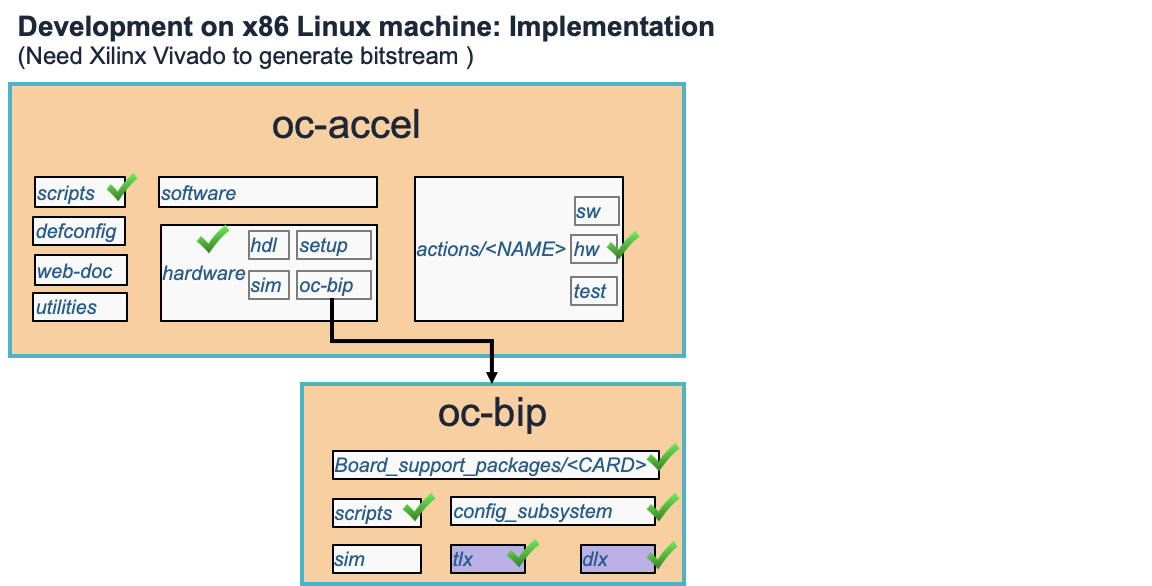 Development on x86 Linux machine: Implementation
(Need Xilinx Vivado to generate bitstream )
oc-accel
scripts
defconfig
web-doc
utilities
software
hardware
hdl
setup
sim
oc-bip
actions/<NAME>
sw
hw
test
oc-bip
Board_support_packages/<CARD>
scripts
config_subsystem
sim
tlx
dlx